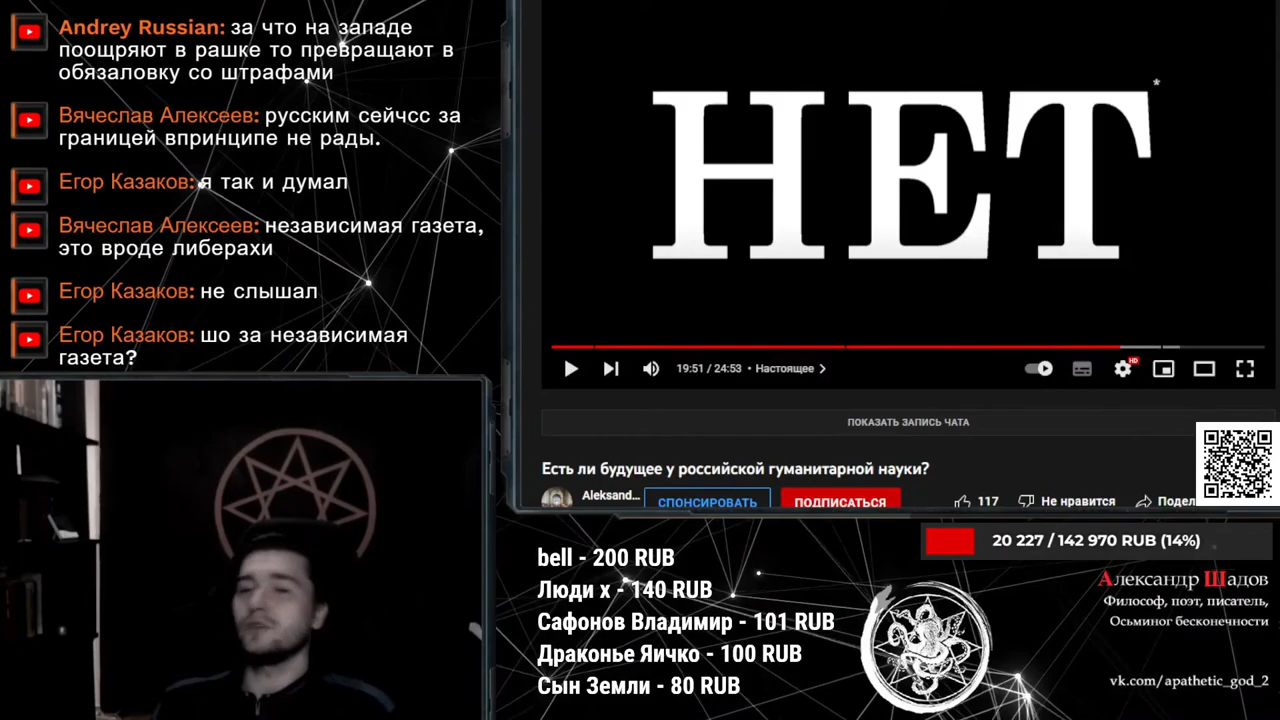 Andrey Russian: за что на западе
поощряют в рашке то превращают в
обязаловку со штрафами
Вячеслав Алексеев: русским сейчсс за
границей впринципе не рады.
Егор Казаков: я так и думал
Вячеслав Алексеев: независимая газета,
это вроде либерахи
Егор Казаков: не слышал
Егор Казаков: шо за независимая
газета?
НЕТ*
19:51 / 24:53 • Настоящее
HD
ПОКАЗАТЬ ЗАПИСЬ ЧАТА
Есть ли будущее у российской гуманитарной науки?
Aleksand...
СПОНСИРОВАТЬ
ПОДПИСАТЬСЯ
117
Не нравится
Подел
20 227 / 142 970 RUB (14%)
bell - 200 RUB
Люди х - 140 RUB
Сафонов Владимир - 101 RUB
Драконье Яичко - 100 RUB
Сын Земли - 80 RUB
Александр Шадов
Философ, поэт, писатель,
Осьминог бесконечности
vk.com/apathetic_god_2